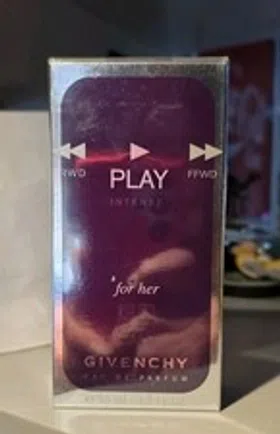 RWD PLAY FFWD
INTENSE
for her
GIVENCHY
EAU DE PARFUM